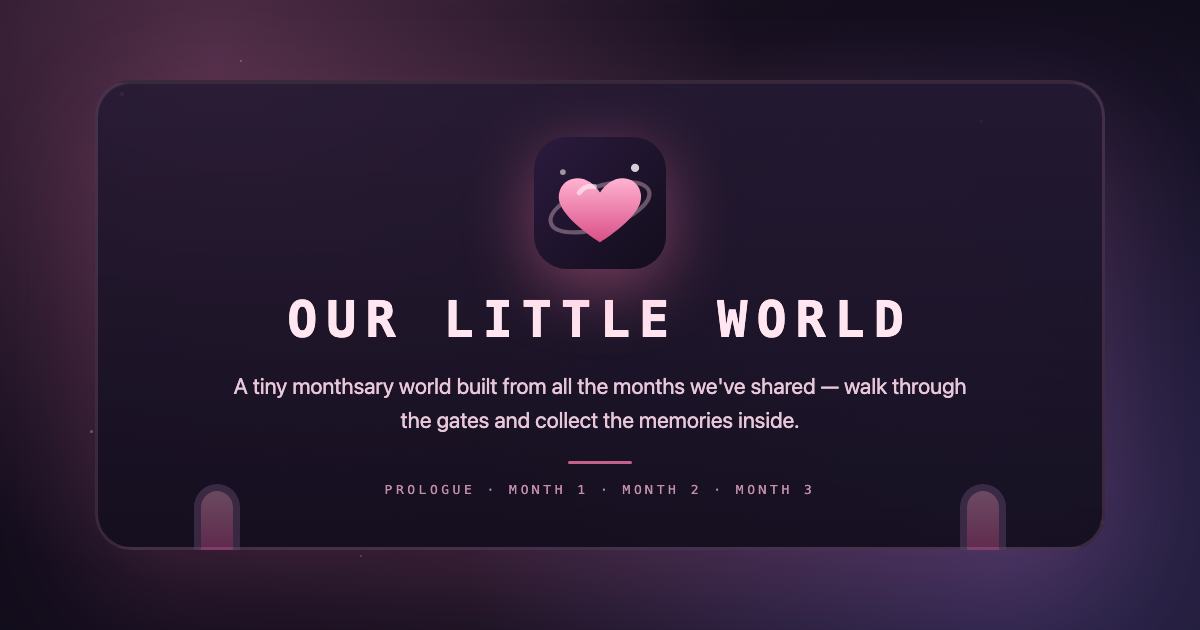 OUR LITTLE WORLD
A tiny monthsary world built from all the months we've shared — walk through
the gates and collect the memories inside.
PROLOGUE · MONTH 1 · MONTH 2 · MONTH 3